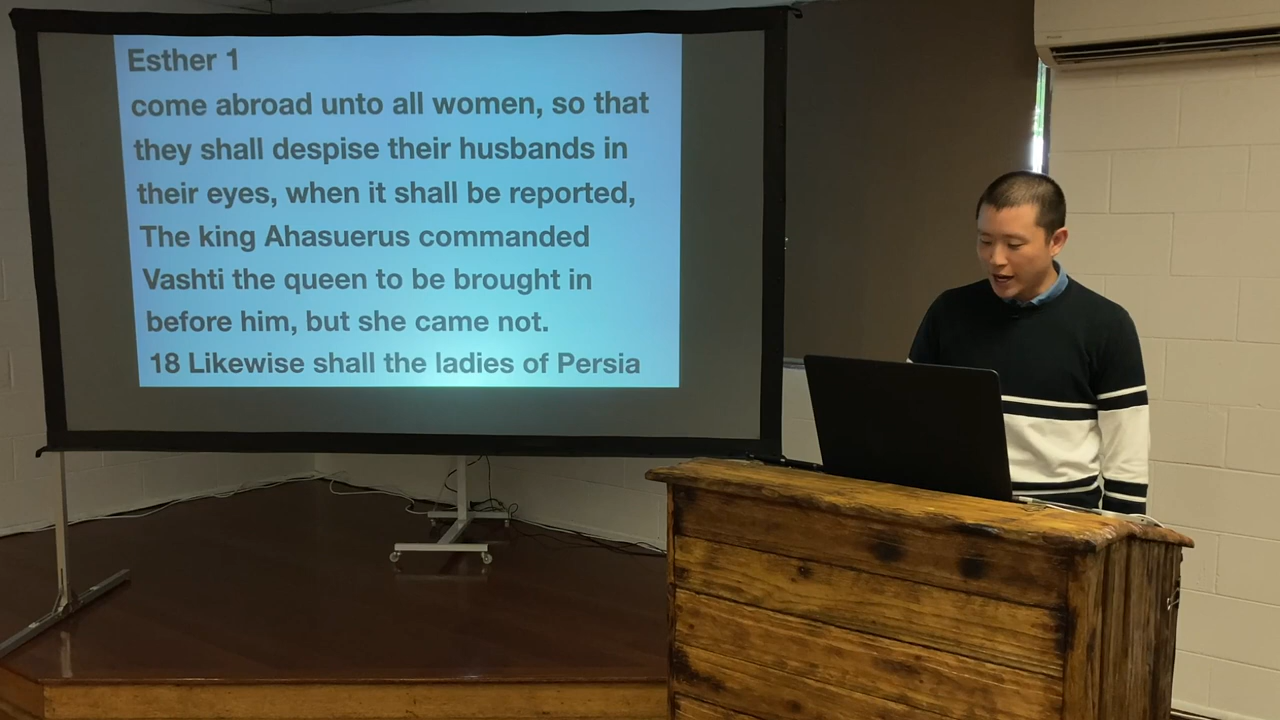 Esther 1
come abroad unto all women, so that
they shall despise their husbands in
their eyes, when it shall be reported,
The king Ahasuerus commanded
Vashti the queen to be brought in
before him, but she came not.
18 Likewise shall the ladies of Persia